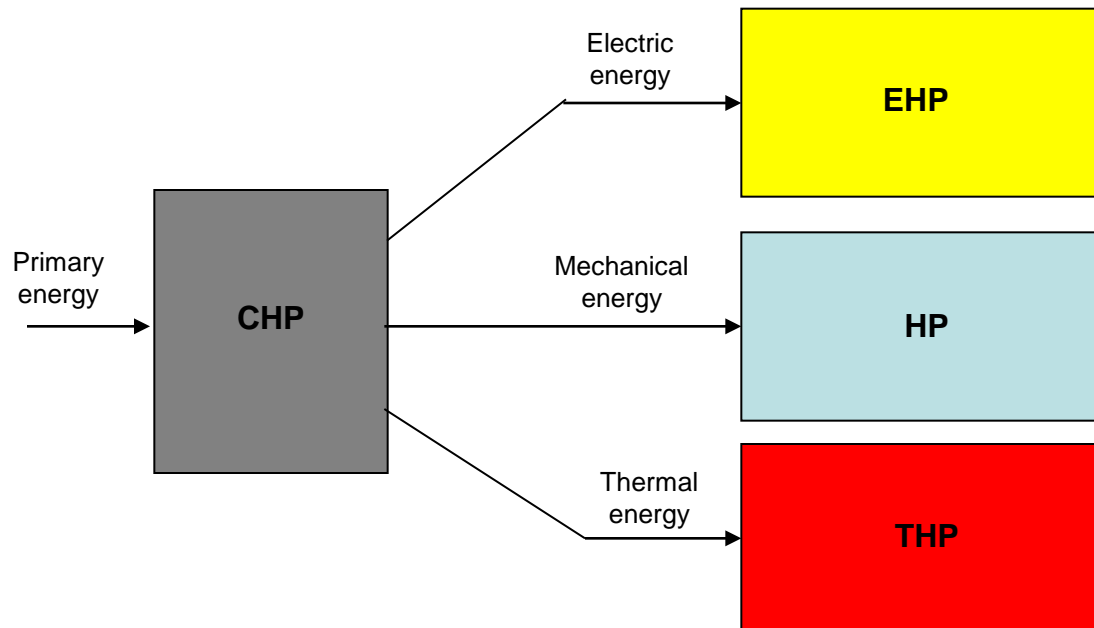 Electric
energy
EHP
Primary
energy
CHP
Mechanical
energy
HP
Thermal
energy
THP